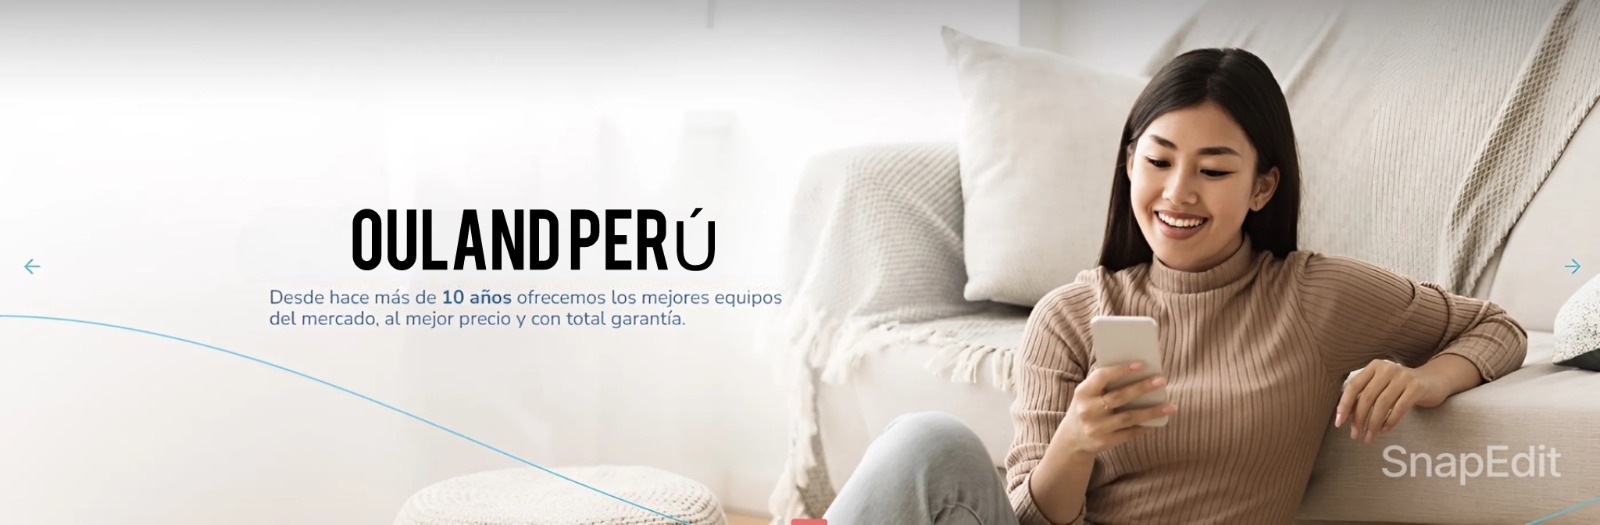 OULAND PERÚ
Desde hace más de 10 años ofrecemos los mejores equipos
del mercado, al mejor precio y con total garantía.
SnapEdit